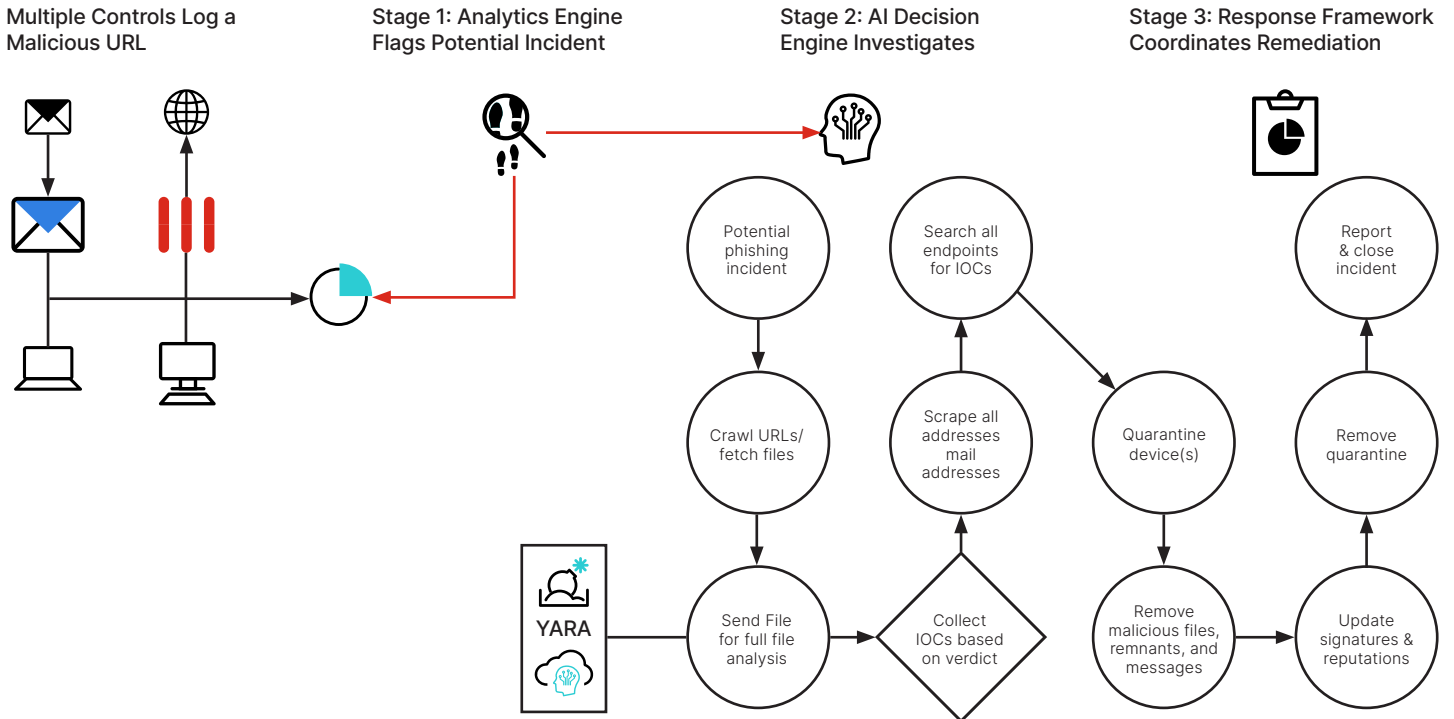 Multiple Controls Log a
Malicious URL
Stage 1: Analytics Engine
Flags Potential Incident
Stage 2: AI Decision
Engine Investigates
Stage 3: Response Framework
Coordinates Remediation
Potential
phishing
incident
Crawl URLs/
fetch files
YARA
Send File
for full file
analysis
Collect
IOCs based
on verdict
Scrape all
addresses
mail
addresses
Search all
endpoints
for IOCs
Quarantine
device(s)
Remove
malicious files,
remnants, and
messages
Update
signatures &
reputations
Remove
quarantine
Report
& close
incident